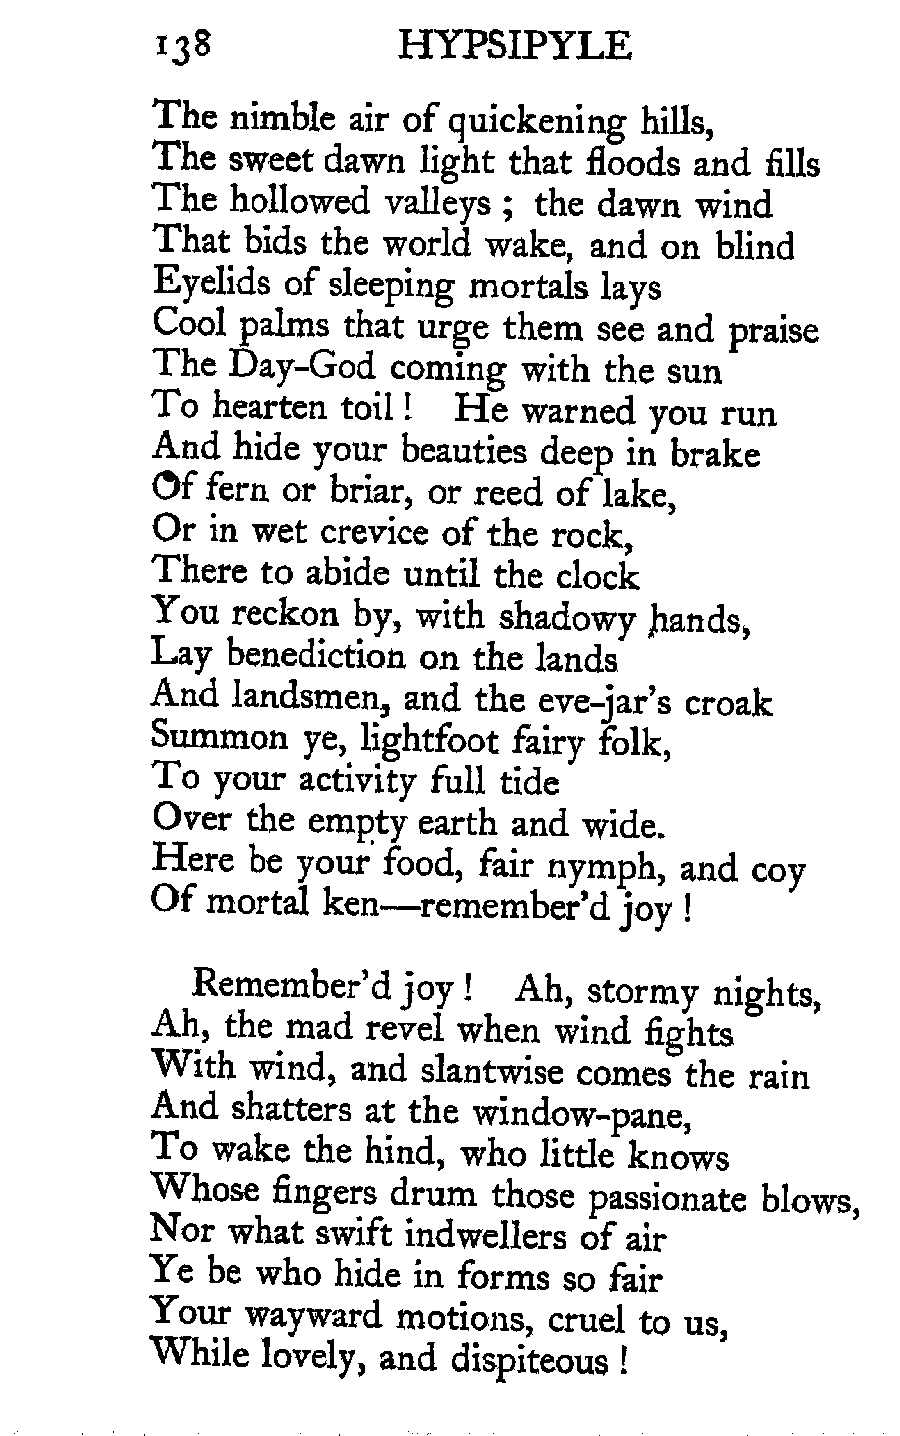 138 HYPSIPYLE
The nimble air of quickening hills,
The sweet dawn light that floods and fills
The hollowed valleys ; the dawn wind
That bids the world wake, and on blind
Eyelids of sleeping mortals lays
Cool palms that urge them see and praise
The Day-God coming with the sun
To hearten toil ! He warned you run
And hide your beauties deep in brake
Of fern or briar, or reed of lake,
Or in wet crevice of the rock,
There to abide until the clock
You reckon by, with shadowy hands,
Lay benediction on the lands
And landsmen, and the eve-jar's croak
Summon ye, lightfoot fairy folk,
To your activity full tide
Over the empty earth and wide.
Here be your food, fair nymph, and coy
Of mortal ken—remember'd joy !
Remember'd joy ! Ah, stormy nights,
Ah, the mad revel when wind fights
With wind, and slantwise comes the rain
And shatters at the window-pane,
To wake the hind, who little knows
Whose fingers drum those passionate blows,
Nor what swift indwellers of air
Ye be who hide in forms so fair
Your wayward motions, cruel to us,
While lovely, and dispiteous !